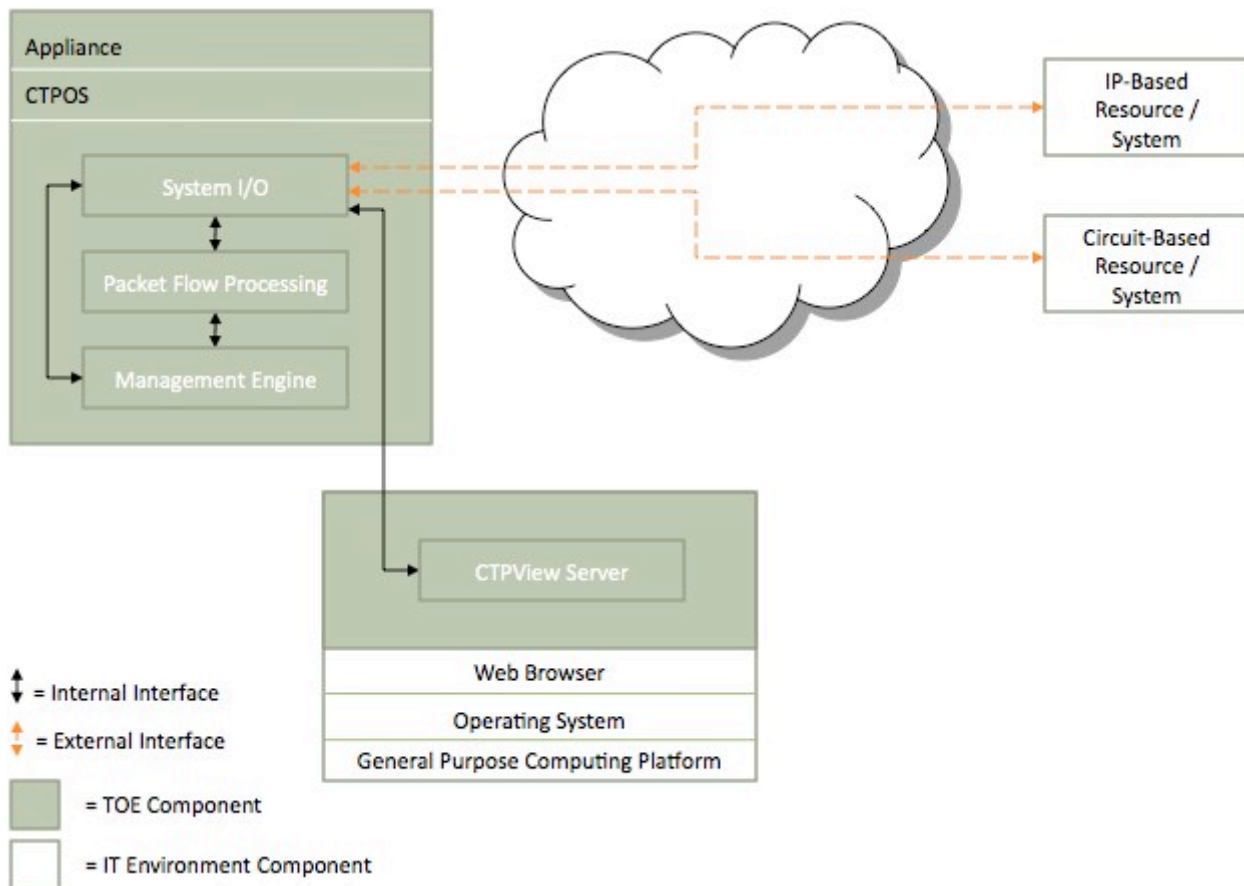 Appliance
CTPOS
System I/O
Packet Flow Processing
Management Engine
IP-Based
Resource /
System
Circuit-Based
Resource /
System
CTPView Server
Web Browser
Operating System
General Purpose Computing Platform
= Internal Interface
= External Interface
= TOE Component
= IT Environment Component